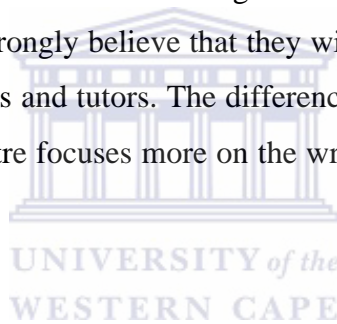 rongly believe that they wi
s and tutors. The differenc
tre focuses more on the wr
UNIVERSITY of the
WESTERN CAPE